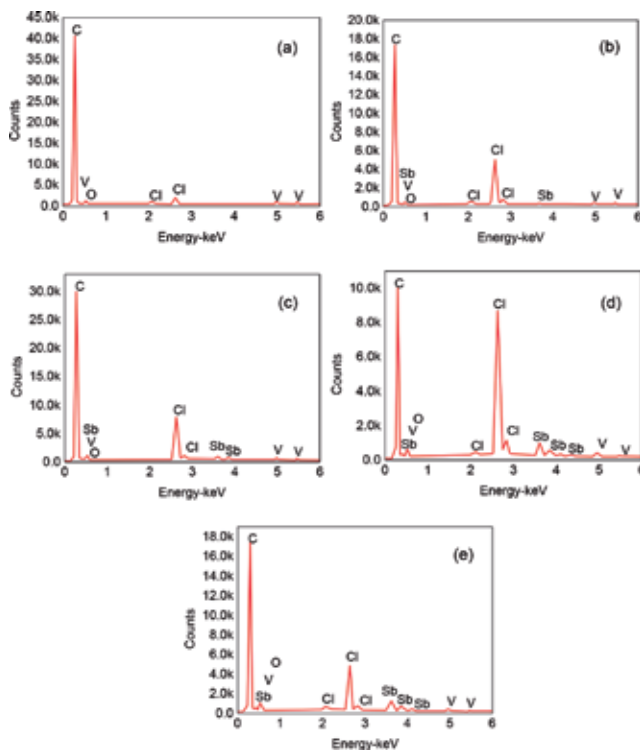 45.0k
40.0k
35.0k
30.0k
25.0k
20.0k
15.0k
10.0k
5.0k
0.0
Counts
C
V
O
Cl
Cl
V
V
(a)
0 1 2 3 4 5 6
Energy-keV
20.0k
18.0k
16.0k
14.0k
12.0k
10.0k
8.0k
6.0k
4.0k
2.0k
0.0
Counts
C
Sb
V
O
Cl
Cl
Cl
Sb
V
V
(b)
0 1 2 3 4 5 6
Energy-keV
30.0k
25.0k
20.0k
15.0k
10.0k
5.0k
0.0
Counts
C
Sb
V
O
Cl
Cl
Sb
Sb
V
V
(c)
0 1 2 3 4 5 6
Energy-keV
10.0k
8.0k
6.0k
4.0k
2.0k
0.0
Counts
C
O
V
Sb
Cl
Cl
Cl
Sb
Sb
Sb
V
V
(d)
0 1 2 3 4 5 6
Energy-keV
18.0k
16.0k
14.0k
12.0k
10.0k
8.0k
6.0k
4.0k
2.0k
0.0
Counts
C
O
V
Sb
Cl
Cl
Cl
Sb
Sb
Sb
V
V
(e)
0 1 2 3 4 5 6
Energy-keV